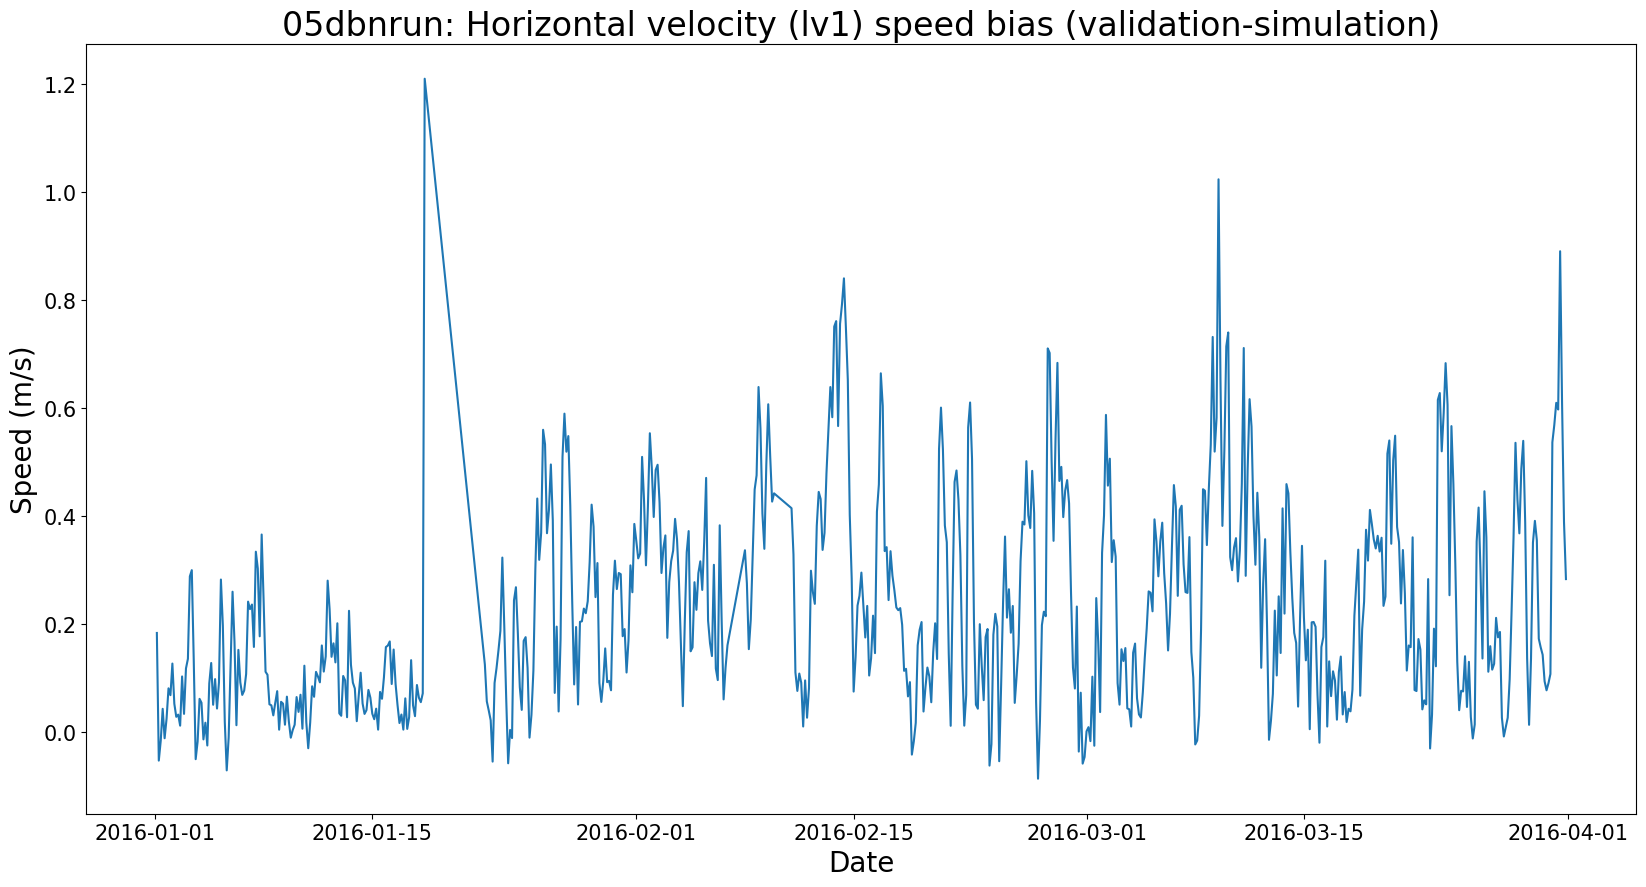 05dbnrun: Horizontal velocity (lv1) speed bias (validation-simulation)
Speed (m/s)
1.2
1.0
0.8
0.6
0.4
0.2
0.0
2016-01-01 2016-01-15 2016-02-01 2016-02-15 2016-03-01 2016-03-15 2016-04-01
Date